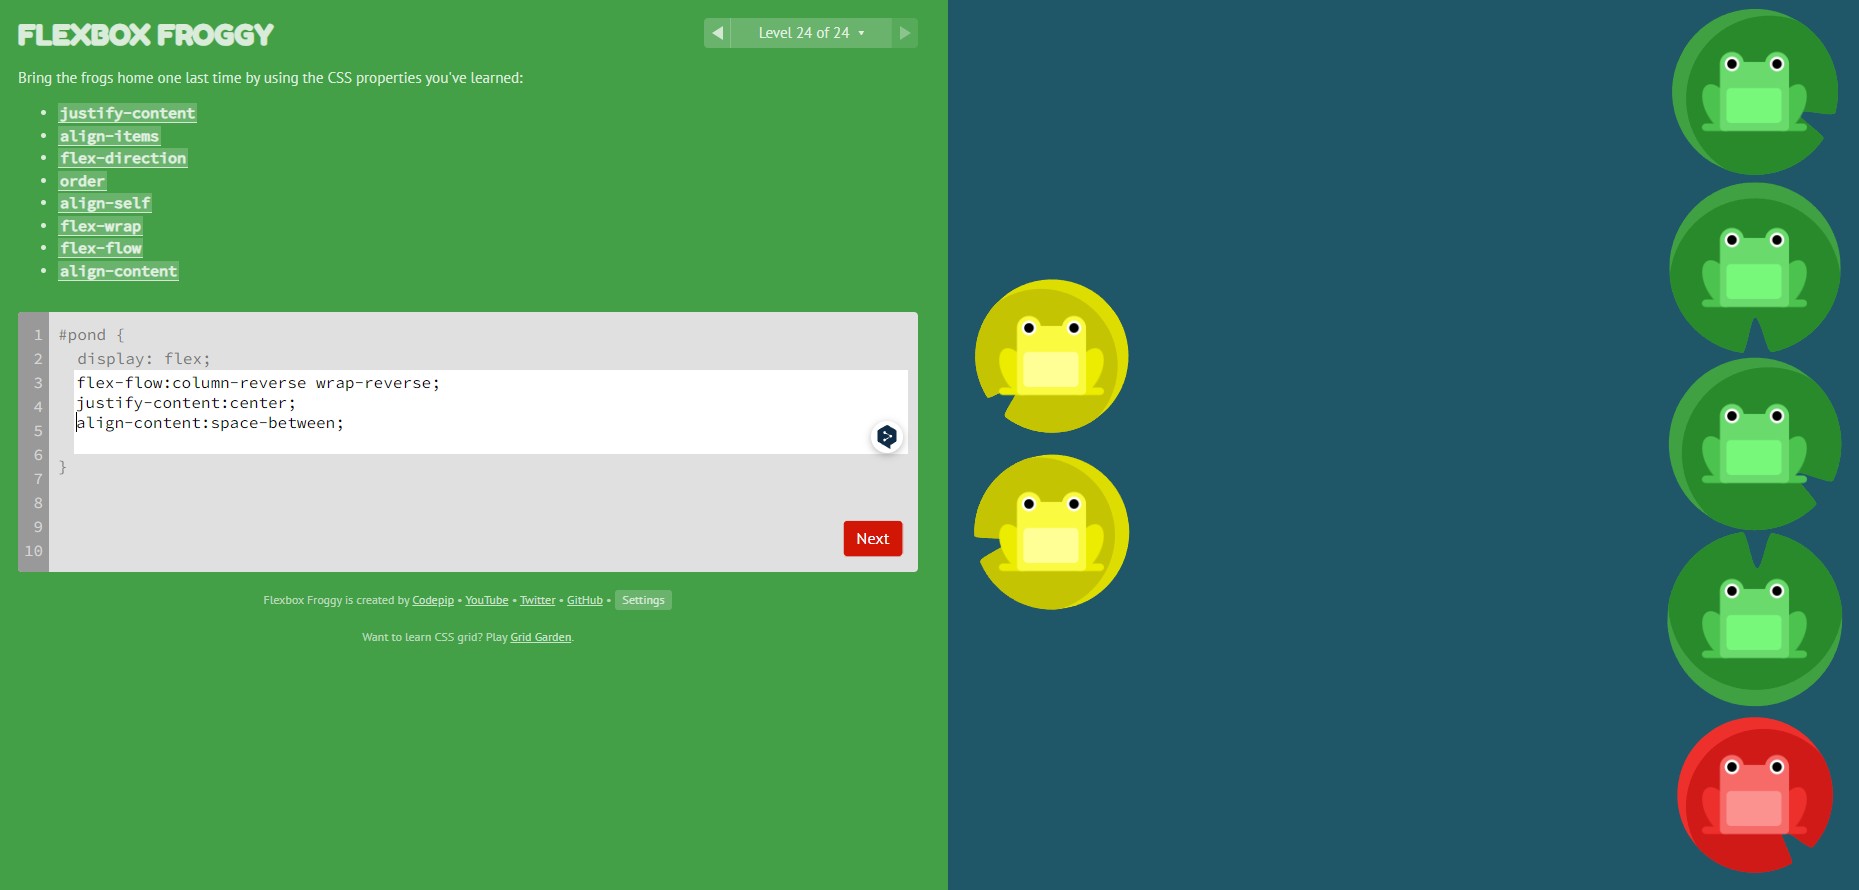 FLEXBOX FROGGY
Level 24 of 24
Bring the frogs home one last time by using the CSS properties you've learned:
• justify-content
• align-items
• flex-direction
• order
• align-self
• flex-wrap
• flex-flow
• align-content
1 #pond {
2 display: flex;
3 flex-flow:column-reverse wrap-reverse;
4 justify-content:center;
5 align-content:space-between;
6 }
7
8
9
10
Next
Flexbox Froggy is created by Codepip • YouTube • Twitter • GitHub • Settings
Want to learn CSS grid? Play Grid Garden.